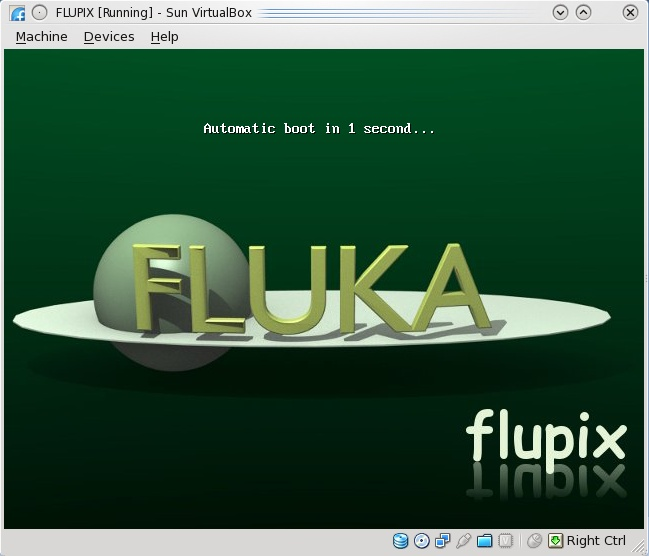 FLUPIX [Running] - Sun VirtualBox
Machine Devices Help
Automatic boot in 1 second...
FLUKA
flupix
Right Ctrl